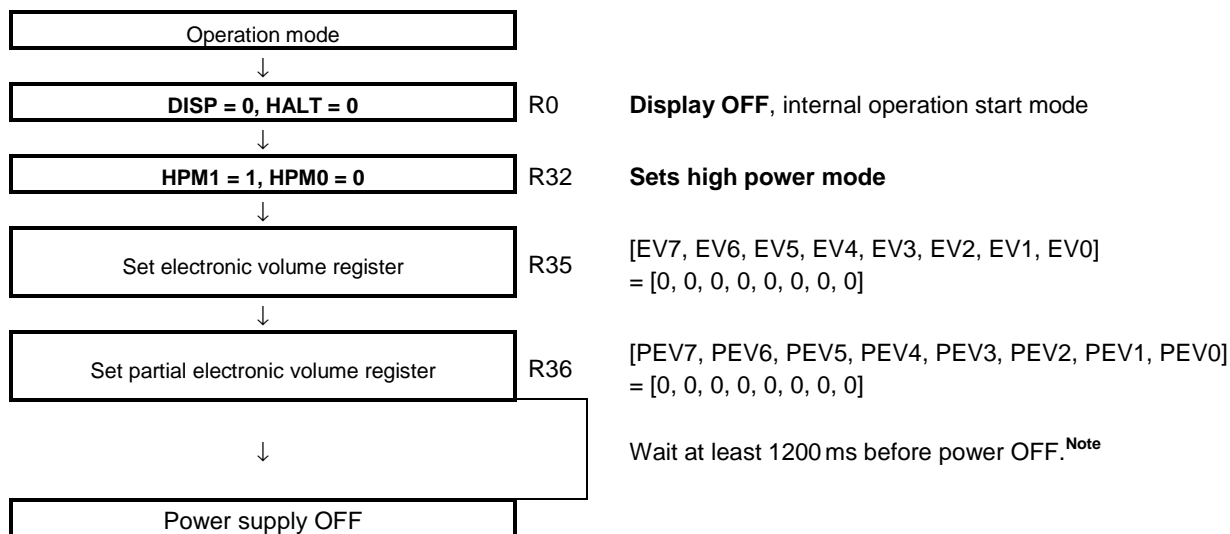 Operation mode
↓
DISP = 0, HALT = 0 R0 Display OFF, internal operation start mode
↓
HPM1 = 1, HPM0 = 0 R32 Sets high power mode
↓
Set electronic volume register R35 [EV7, EV6, EV5, EV4, EV3, EV2, EV1, EV0]
= [0, 0, 0, 0, 0, 0, 0, 0]
↓
Set partial electronic volume register R36 [PEV7, PEV6, PEV5, PEV4, PEV3, PEV2, PEV1, PEV0]
= [0, 0, 0, 0, 0, 0, 0, 0]
↓ Wait at least 1200 ms before power OFF.Note
Power supply OFF